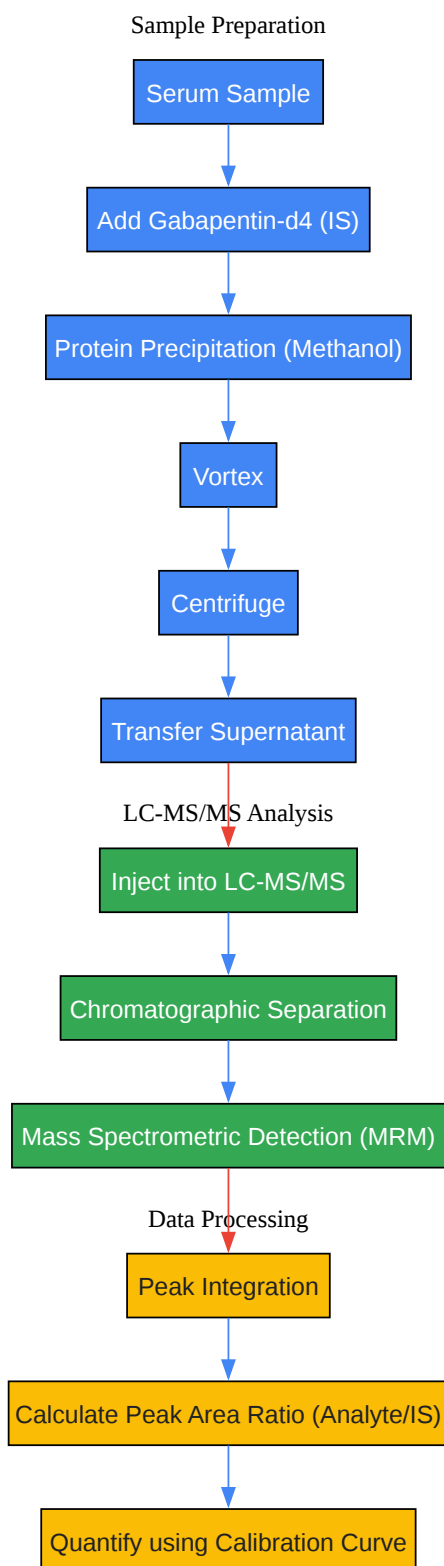 Sample Preparation
Serum Sample
Add Gabapentin-d4 (IS)
Protein Precipitation (Methanol)
Vortex
Centrifuge
Transfer Supernatant
LC-MS/MS Analysis
Inject into LC-MS/MS
Chromatographic Separation
Mass Spectrometric Detection (MRM)
Data Processing
Peak Integration
Calculate Peak Area Ratio (Analyte/IS)
Quantify using Calibration Curve